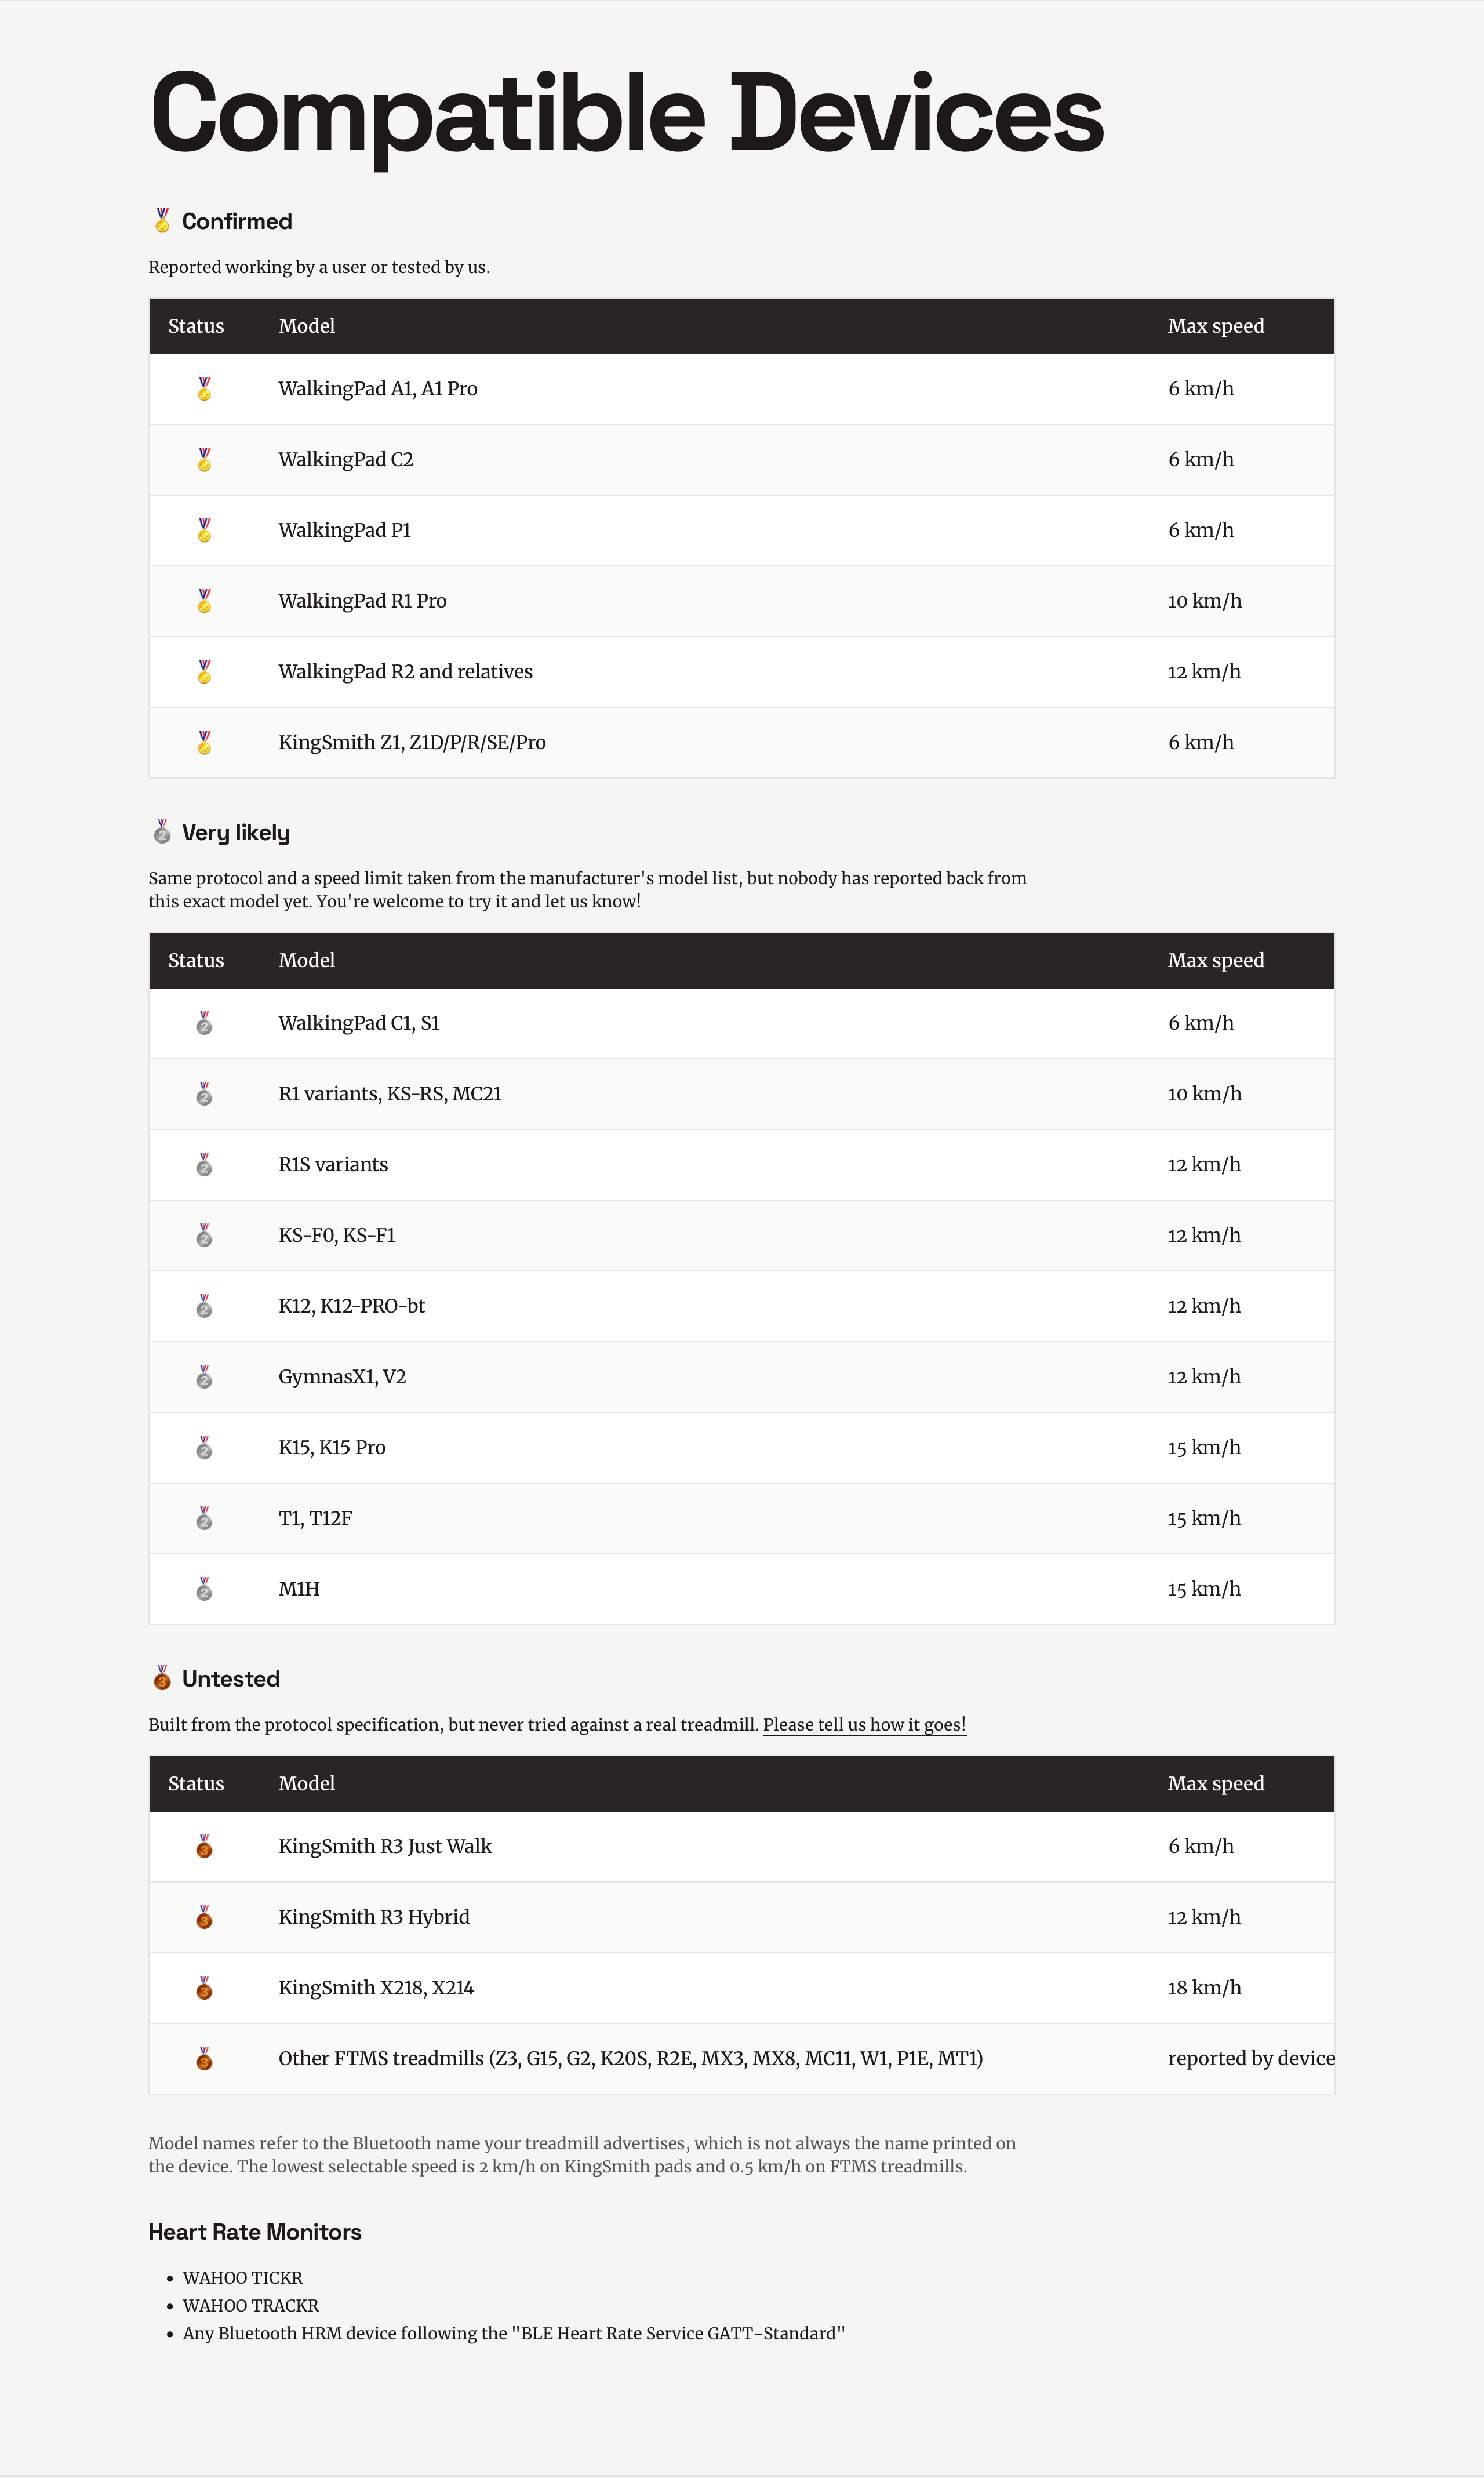 Compatible Devices
🥇 Confirmed
Reported working by a user or tested by us.
Status Model Max speed
🥇 WalkingPad A1, A1 Pro 6 km/h
🥇 WalkingPad C2 6 km/h
🥇 WalkingPad P1 6 km/h
🥇 WalkingPad R1 Pro 10 km/h
🥇 WalkingPad R2 and relatives 12 km/h
🥇 KingSmith Z1, Z1D/P/R/SE/Pro 6 km/h
🥈 Very likely
Same protocol and a speed limit taken from the manufacturer's model list, but nobody has reported back from
this exact model yet. You're welcome to try it and let us know!
Status Model Max speed
🥈 WalkingPad C1, S1 6 km/h
🥈 R1 variants, KS-RS, MC21 10 km/h
🥈 R1S variants 12 km/h
🥈 KS-F0, KS-F1 12 km/h
🥈 K12, K12-PRO-bt 12 km/h
🥈 GymnasX1, V2 12 km/h
🥈 K15, K15 Pro 15 km/h
🥈 T1, T12F 15 km/h
🥈 M1H 15 km/h
🥉 Untested
Built from the protocol specification, but never tried against a real treadmill. Please tell us how it goes!
Status Model Max speed
🥉 KingSmith R3 Just Walk 6 km/h
🥉 KingSmith R3 Hybrid 12 km/h
🥉 KingSmith X218, X214 18 km/h
🥉 Other FTMS treadmills (Z3, G15, G2, K20S, R2E, MX3, MX8, MC11, W1, P1E, MT1) reported by device
Model names refer to the Bluetooth name your treadmill advertises, which is not always the name printed on
the device. The lowest selectable speed is 2 km/h on KingSmith pads and 0.5 km/h on FTMS treadmills.
Heart Rate Monitors
• WAHOO TICKR
• WAHOO TRACKR
• Any Bluetooth HRM device following the "BLE Heart Rate Service GATT-Standard"